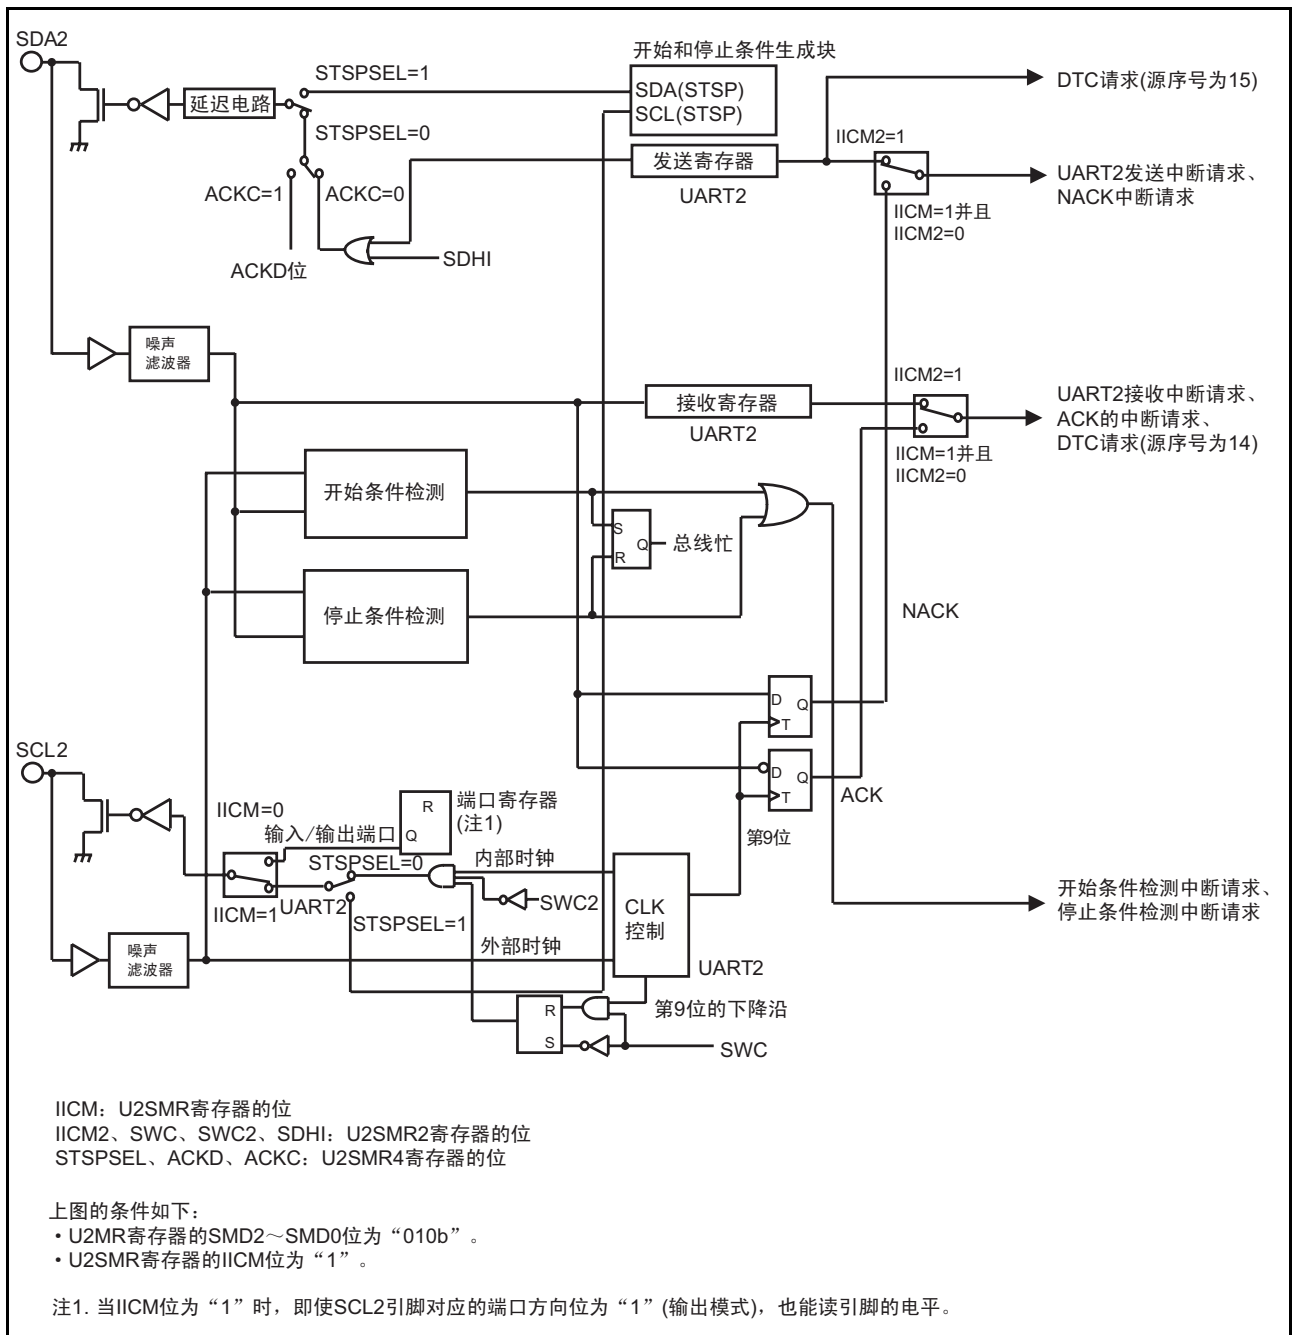 SDA2
开始和停止条件生成块
STSPSEL=1
SDA(STSP)
SCL(STSP)
DTC请求(源序号为15)
延迟电路
STSPSEL=0
IICM2=1
发送寄存器
UART2
UART2发送中断请求、
NACK中断请求
ACKC=1
ACKC=0
IICM=1并且
IICM2=0
ACKD位
SDHI
噪声
滤波器
IICM2=1
接收寄存器
UART2
UART2接收中断请求、
ACK的中断请求、
DTC请求(源序号为14)
IICM=1并且
IICM2=0
开始条件检测
S
R
Q
总线忙
停止条件检测
NACK
D
Q
T
SCL2
D
Q
T
ACK
第9位
IICM=0
R
Q
端口寄存器
(注1)
输入/输出端口
STSPSEL=0
内部时钟
SWC2
CLK
控制
IICM=1
UART2
STSPSEL=1
外部时钟
UART2
开始条件检测中断请求、
停止条件检测中断请求
噪声
滤波器
R
S
第9位的下降沿
SWC
IICM：U2SMR寄存器的位
IICM2、SWC、SWC2、SDHI：U2SMR2寄存器的位
STSPSEL、ACKD、ACKC：U2SMR4寄存器的位
上图的条件如下：
• U2MR寄存器的SMD2～SMD0位为“010b”。
• U2SMR寄存器的IICM位为“1”。
注1. 当IICM位为“1”时，即使SCL2引脚对应的端口方向位为“1”(输出模式)，也能读引脚的电平。